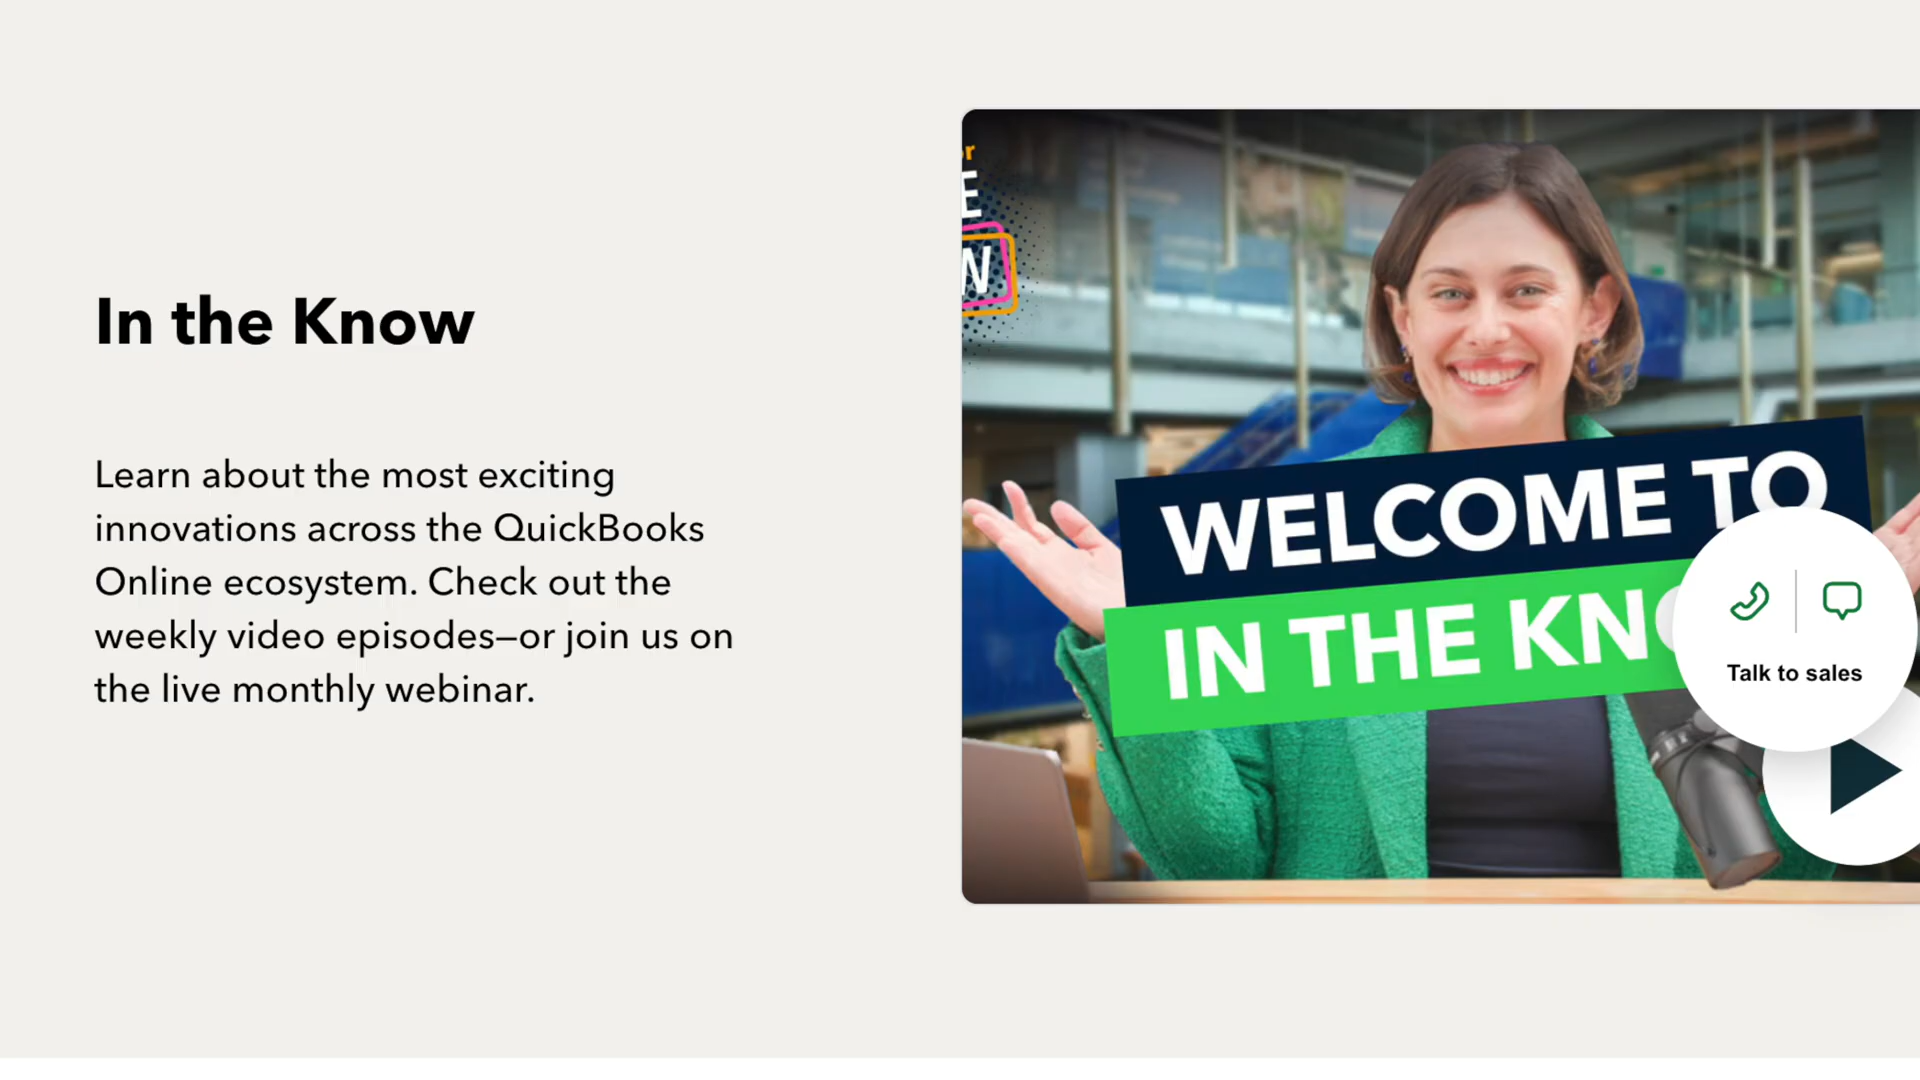 In the Know
Learn about the most exciting
innovations across the QuickBooks
Online ecosystem. Check out the
weekly video episodes—or join us on
the live monthly webinar.
WELCOME TO
IN THE
Talk to sales